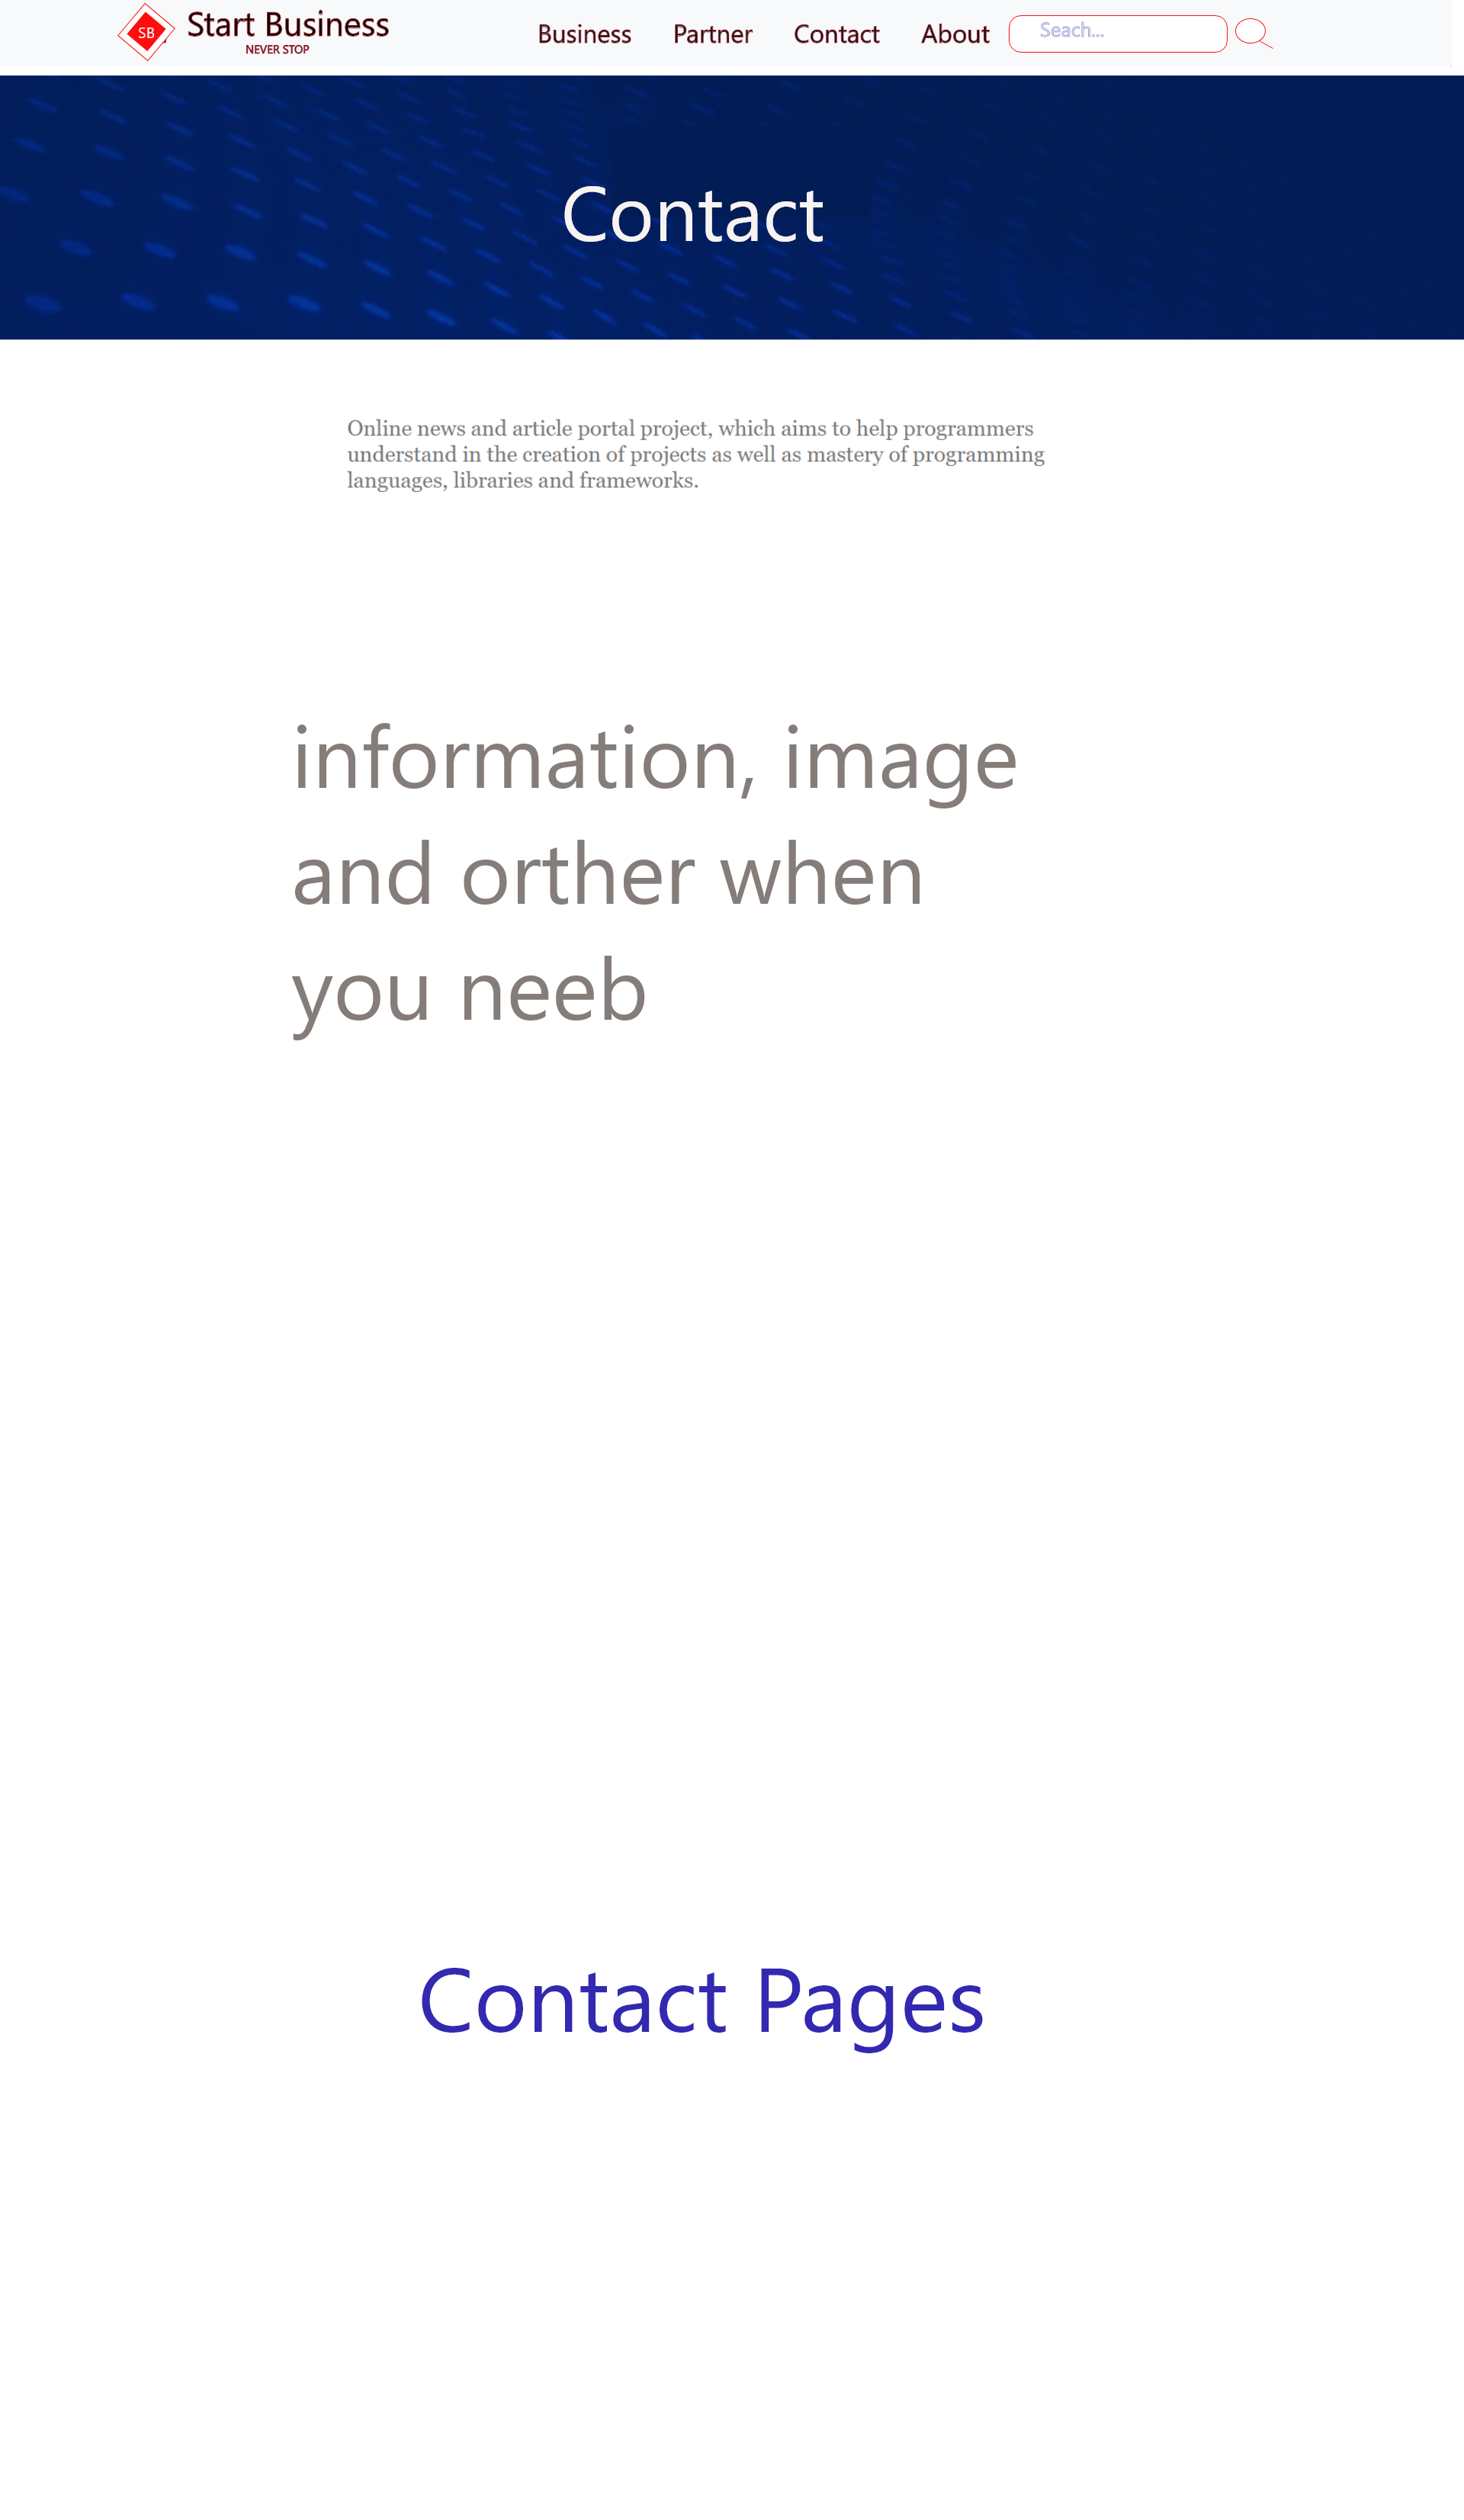 SB
Start Business
NEVER STOP
Business Partner Contact About Seach...
Contact
Online news and article portal project, which aims to help programmers
understand in the creation of projects as well as mastery of programming
languages, libraries and frameworks.
information, image
and orther when
you neeb
Contact Pages